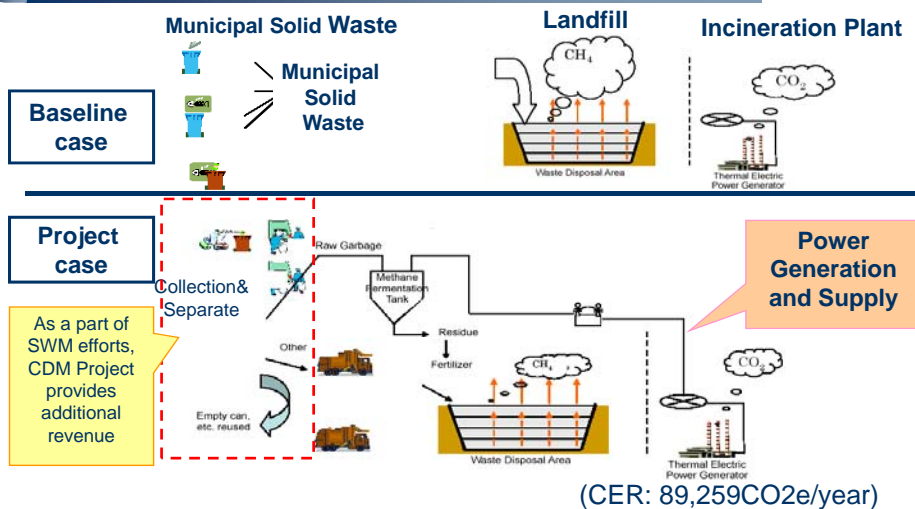 Municipal Solid Waste
Landfill
Incineration Plant
Municipal
Solid
Waste
CH4
CO2
Baseline
case
Waste Disposal Area
Thermal Electric
Power Generator
Project
case
Raw Garbage
Power
Generation
and Supply
Collection&
Separate
Methane
Fermentation
Tank
As a part of
SWM efforts,
CDM Project
provides
additional
revenue
Residue
Other
Fertilizer
CH4
CO2
Empty can,
etc. reused
Waste Disposal Area
Thermal Electric
Power Generator
(CER: 89,259CO2e/year)